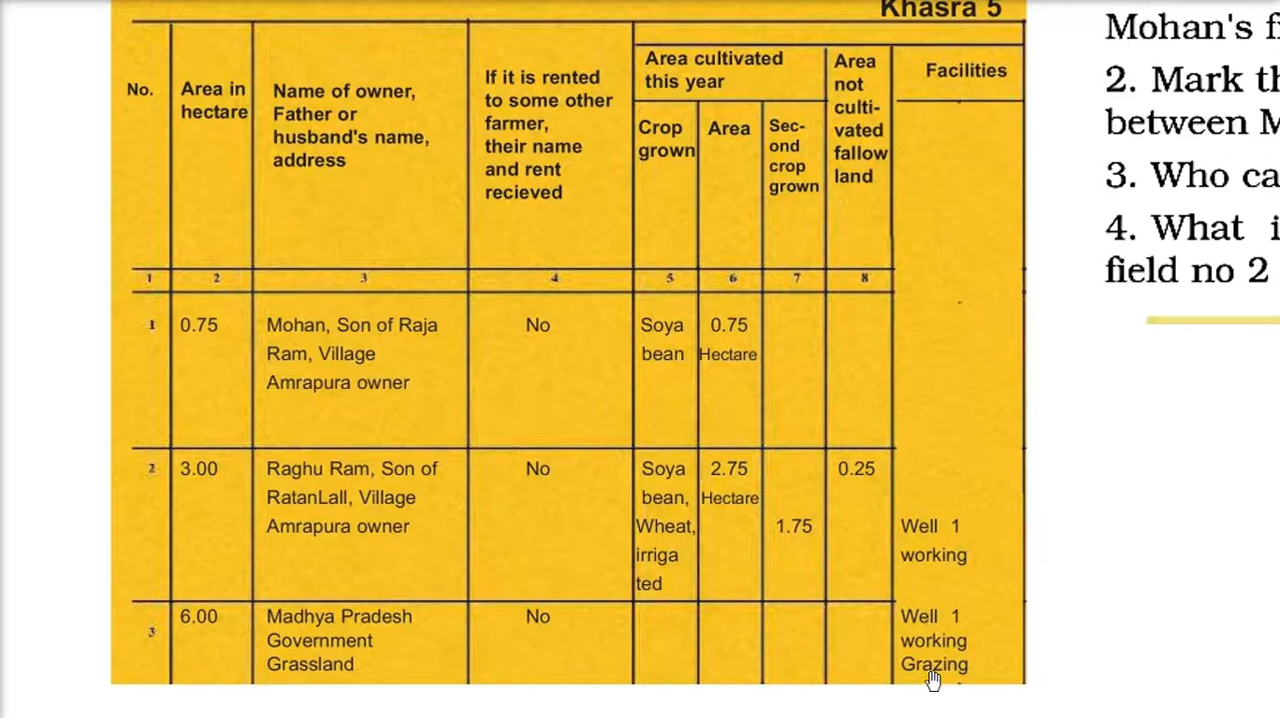 Khasra 5
No.
Area in
hectare
Name of owner,
Father or
husband's name,
address
If it is rented
to some other
farmer,
their name
and rent
recieved
Area cultivated
this year
Crop
grown
Area
Sec-
ond
crop
grown
Area
not
culti-
vated
fallow
land
Facilities
1 2 3 4 5 6 7 8
1
0.75
Mohan, Son of Raja
Ram, Village
Amrapura owner
No
Soya
bean
0.75
Hectare
2
3.00
Raghu Ram, Son of
RatanLall, Village
Amrapura owner
No
Soya
bean,
Wheat,
irriga
ted
2.75
Hectare
1.75
0.25
Well 1
working
3
6.00
Madhya Pradesh
Government
Grassland
No
Well 1
working
Grazing
Mohan's
2. Mark
between
3. Who
4. What
field no 2